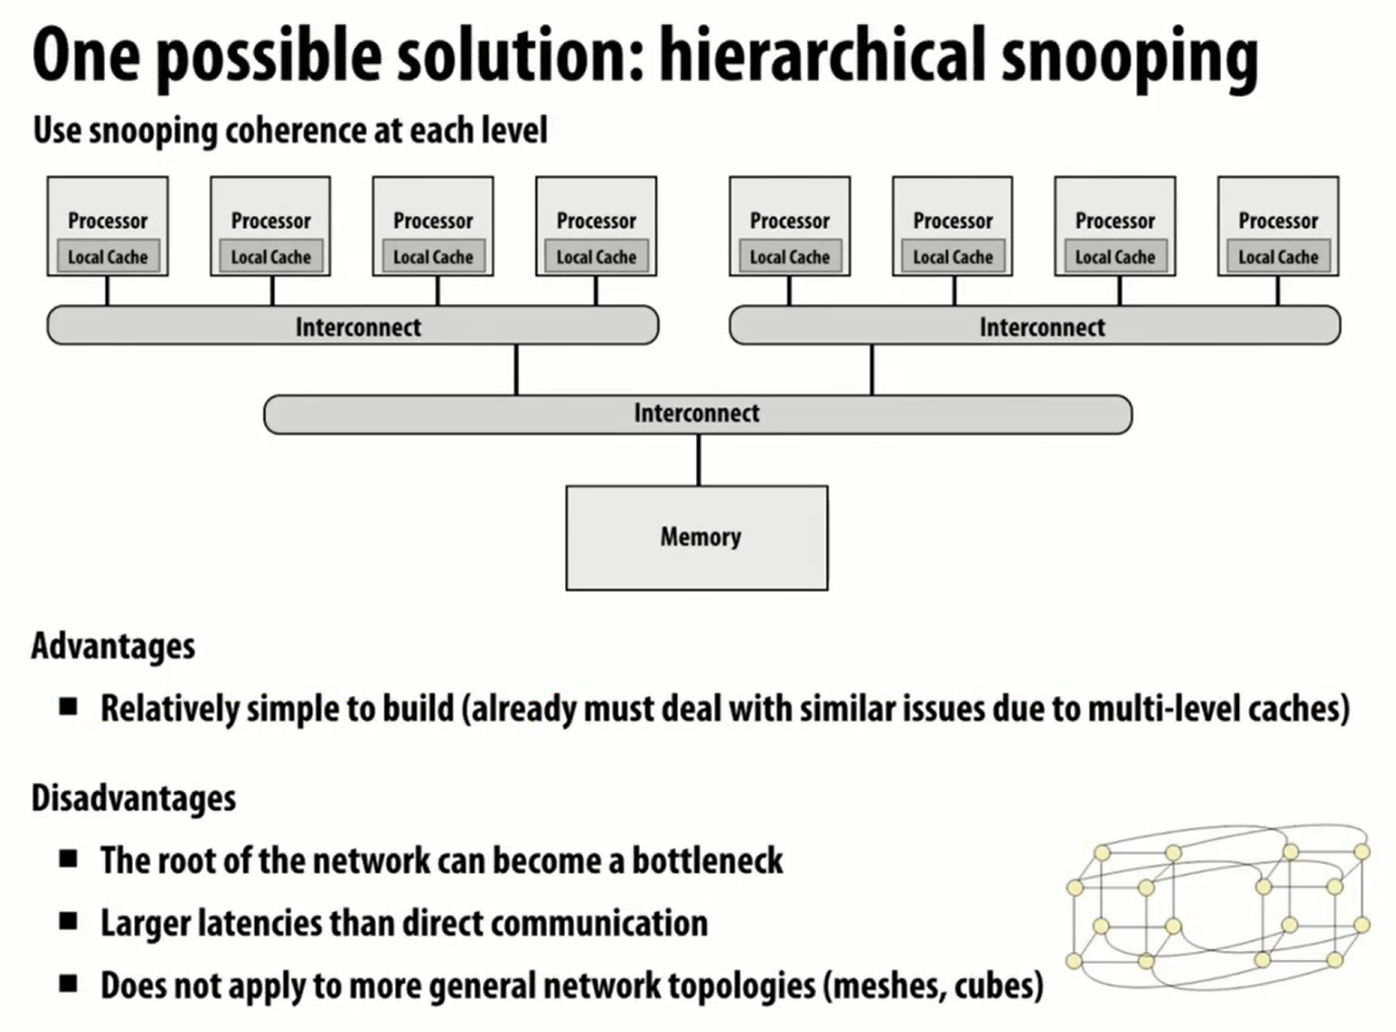 One possible solution: hierarchical snooping
Use snooping coherence at each level
Processor Processor Processor Processor Processor Processor Processor Processor
Local Cache Local Cache Local Cache Local Cache Local Cache Local Cache Local Cache Local Cache
Interconnect Interconnect
Interconnect
Memory
Advantages
■ Relatively simple to build (already must deal with similar issues due to multi-level caches)
Disadvantages
■ The root of the network can become a bottleneck
■ Larger latencies than direct communication
■ Does not apply to more general network topologies (meshes, cubes)